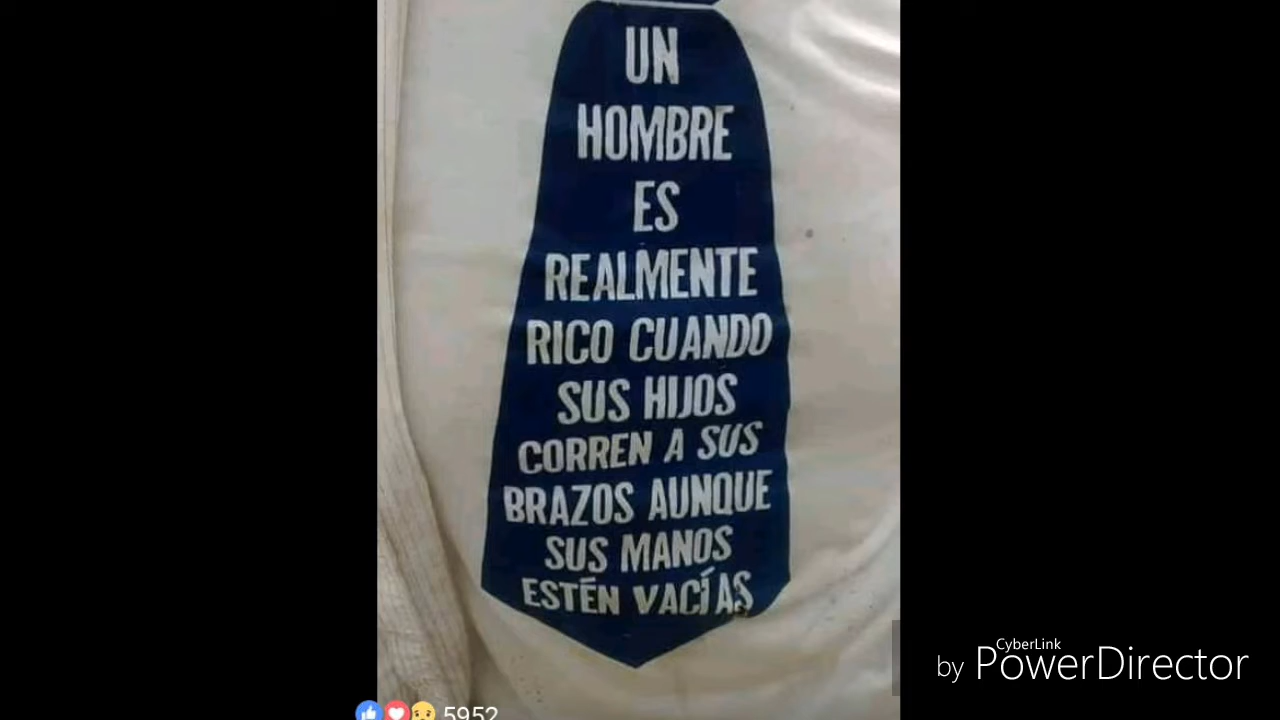 UN
HOMBRE
ES
REALMENTE
RICO CUANDO
SUS HIJOS
CORREN A SUS
BRAZOS AUNQUE
SUS MANOS
ESTÉN VACÍAS
5952
CyberLink
by PowerDirector